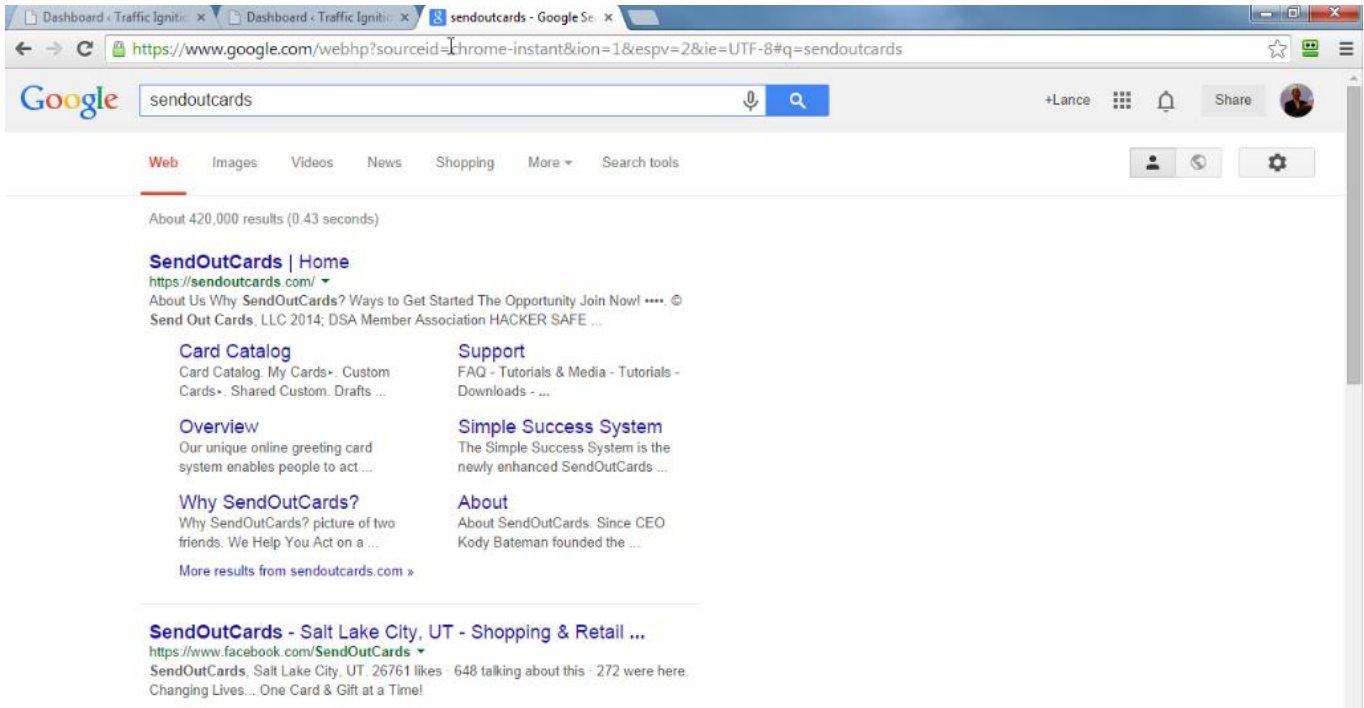 Dashboard ‹ Traffic Ignitio
Dashboard ‹ Traffic Ignitio
sendoutcards - Google Se
https://www.google.com/webhp?sourceid=chrome-instant&ion=1&espv=2&ie=UTF-8#q=sendoutcards
Google
sendoutcards
+Lance
Share
Web Images Videos News Shopping More Search tools
About 420,000 results (0.43 seconds)
SendOutCards | Home
https://sendoutcards.com/
About Us Why SendOutCards? Ways to Get Started The Opportunity Join Now! ••••. ©
Send Out Cards, LLC 2014; DSA Member Association HACKER SAFE ...
Card Catalog
Card Catalog. My Cards‣. Custom
Cards‣. Shared Custom. Drafts ...
Support
FAQ - Tutorials & Media - Tutorials -
Downloads - ...
Overview
Our unique online greeting card
system enables people to act ...
Simple Success System
The Simple Success System is the
newly enhanced SendOutCards ...
Why SendOutCards?
Why SendOutCards? picture of two
friends. We Help You Act on a ...
About
About SendOutCards. Since CEO
Kody Bateman founded the ...
More results from sendoutcards.com »
SendOutCards - Salt Lake City, UT - Shopping & Retail ...
https://www.facebook.com/SendOutCards
SendOutCards, Salt Lake City, UT. 26761 likes · 648 talking about this · 272 were here.
Changing Lives... One Card & Gift at a Time!